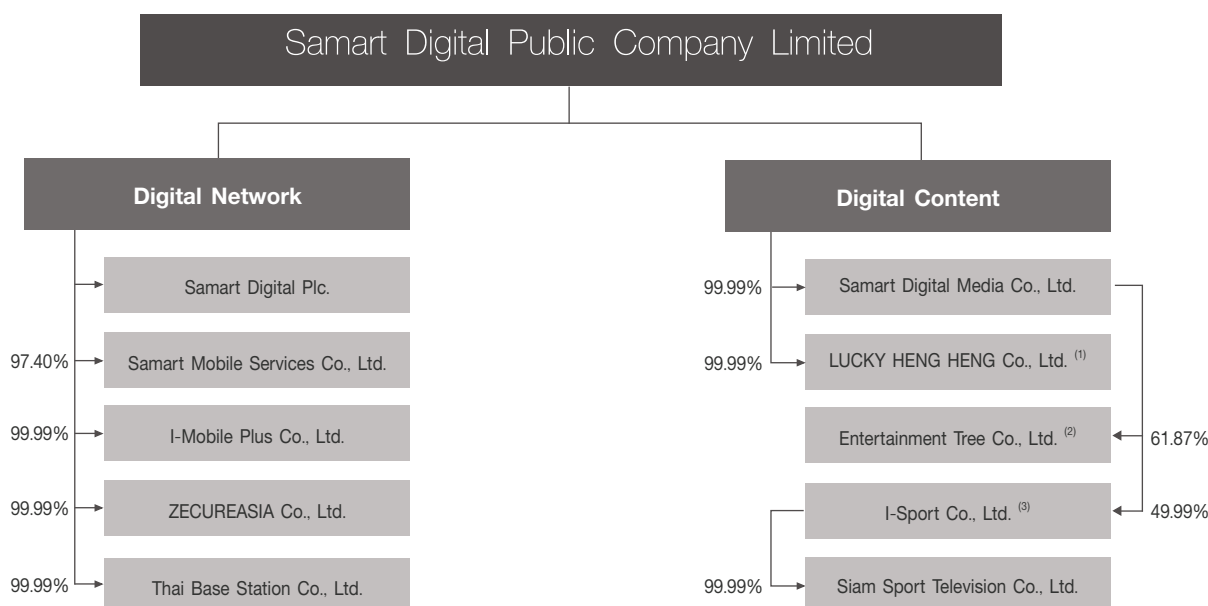 Samart Digital Public Company Limited
Digital Network
Samart Digital Plc.
97.40%
Samart Mobile Services Co., Ltd.
99.99%
I-Mobile Plus Co., Ltd.
99.99%
ZECUREASIA Co., Ltd.
99.99%
Thai Base Station Co., Ltd.
Digital Content
99.99%
Samart Digital Media Co., Ltd.
99.99%
LUCKY HENG HENG Co., Ltd. (1)
Entertainment Tree Co., Ltd. (2)
61.87%
I-Sport Co., Ltd. (3)
49.99%
99.99%
Siam Sport Television Co., Ltd.